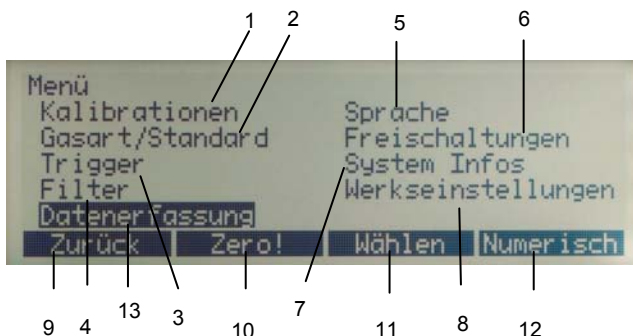 1 2 5 6
Menü
Kalibrationen Sprache
Gasart/Standard Freischaltungen
Trigger System Infos
Filter Werkseinstellungen
Datenerfassung
Zurück Zero! Wählen Numerisch
9 4 13 3 10 7 11 8 12